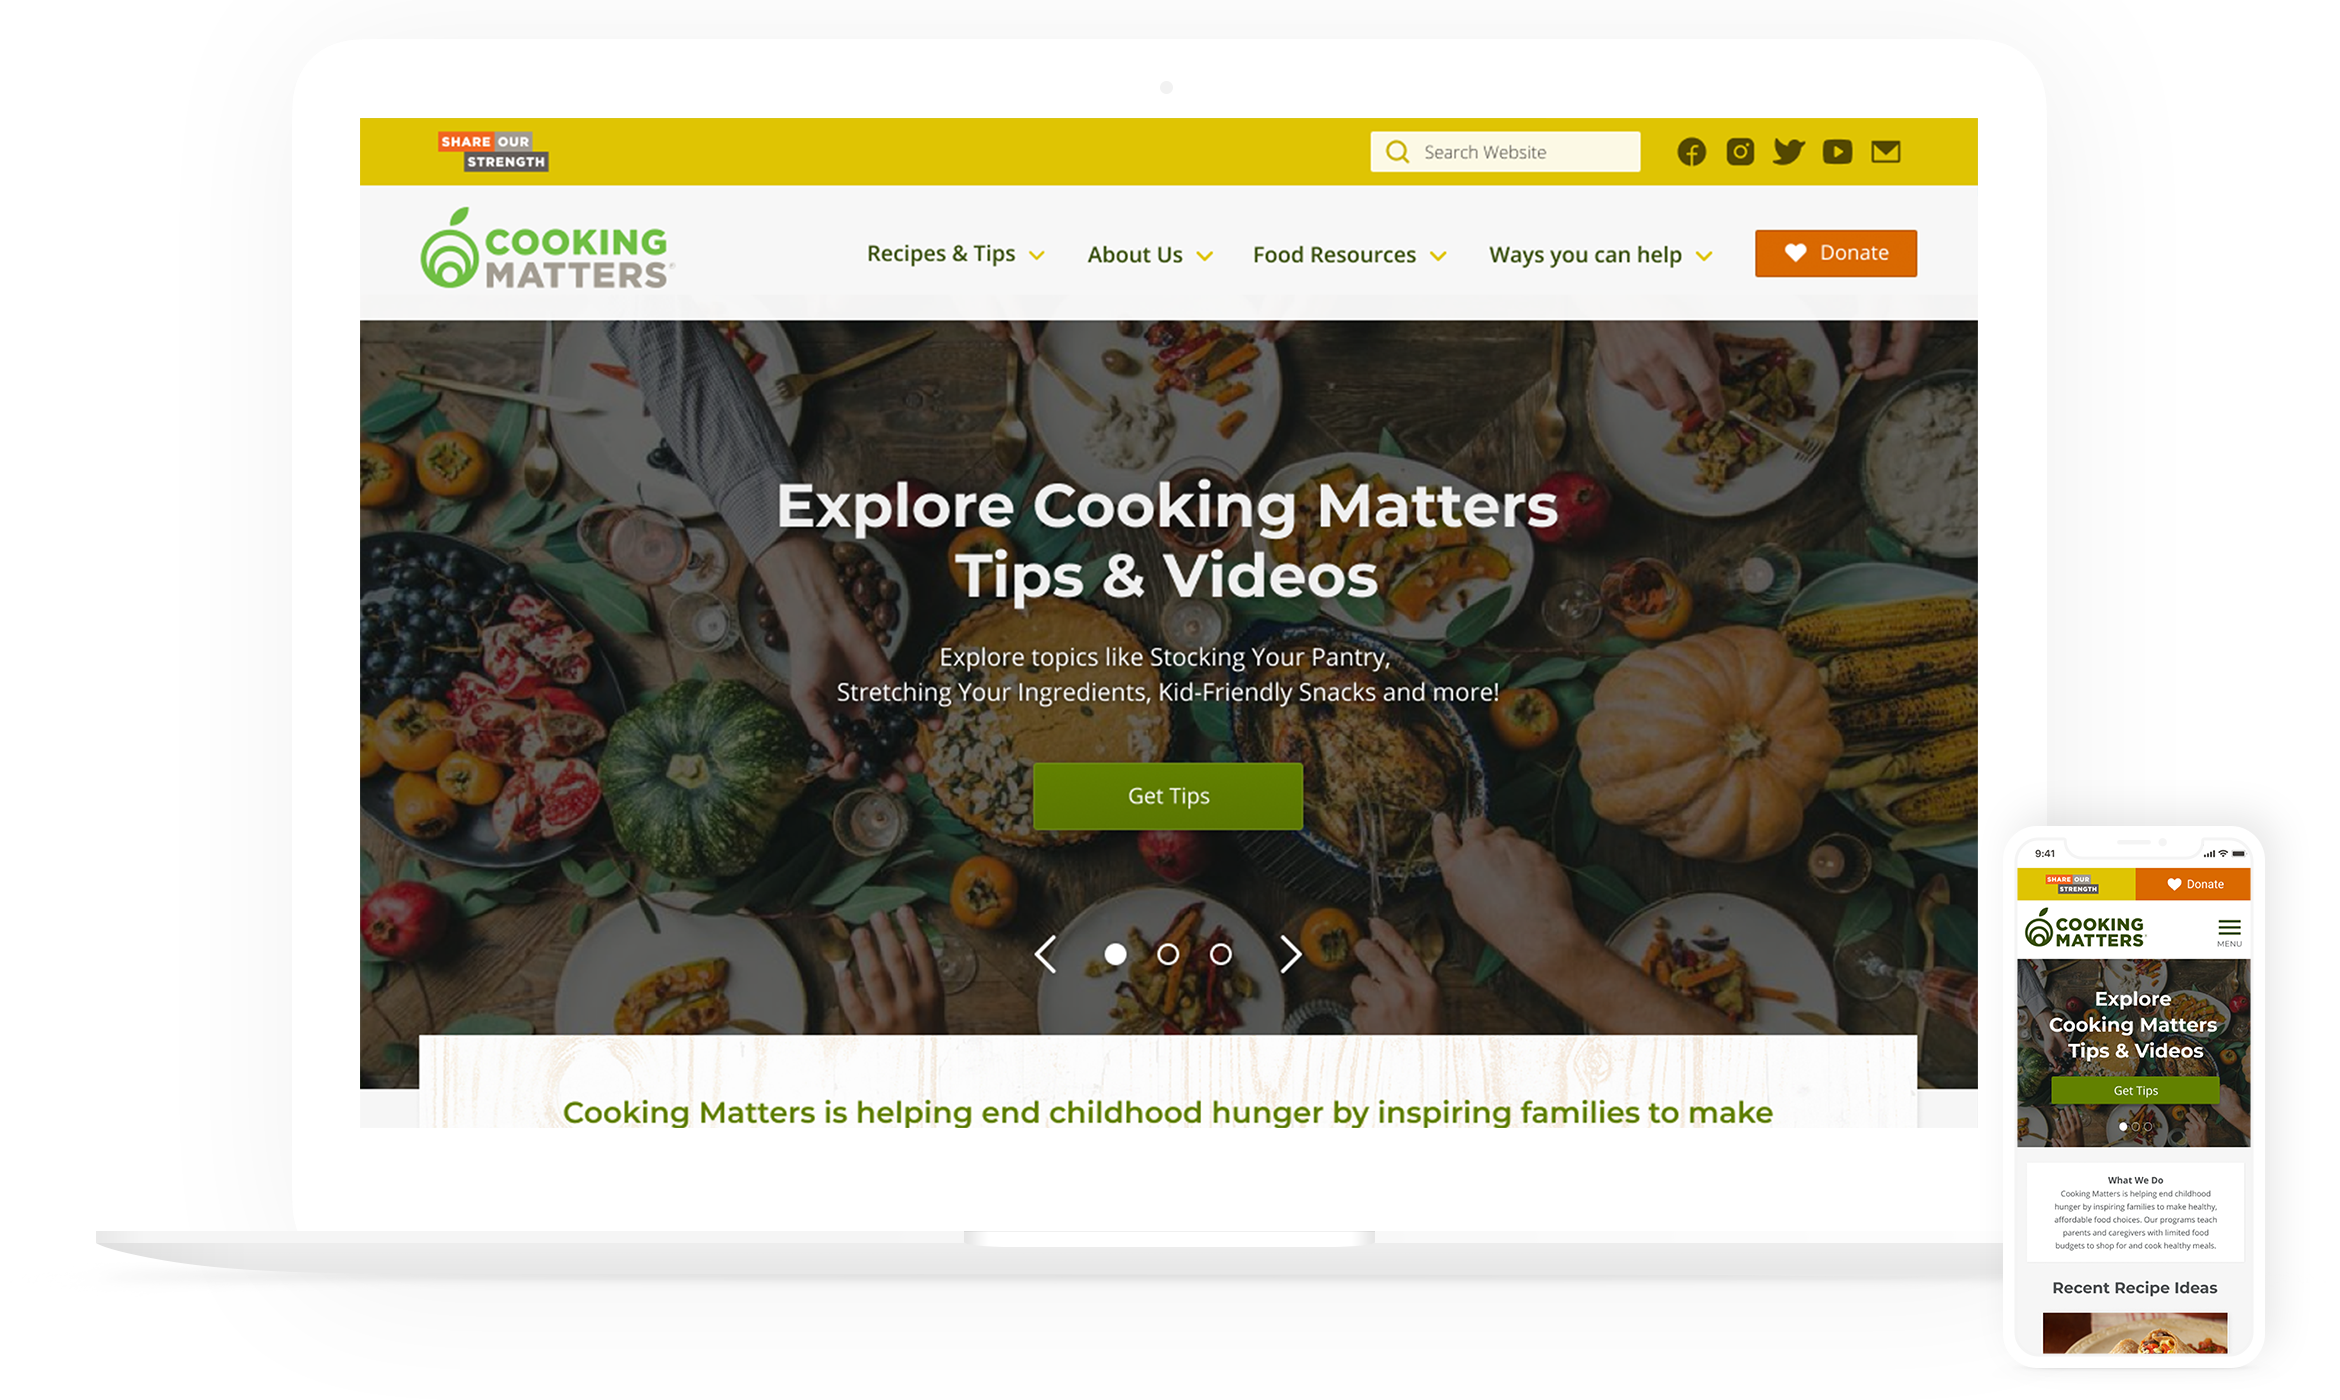 SHARE OUR
STRENGTH
Search Website
COOKING
MATTERS
Recipes & Tips
About Us
Food Resources
Ways you can help
Donate
Explore Cooking Matters
Tips & Videos
Explore topics like Stocking Your Pantry,
Stretching Your Ingredients, Kid-Friendly Snacks and more!
Get Tips
Cooking Matters is helping end childhood hunger by inspiring families to make
9:41
SHARE OUR
STRENGTH
Donate
COOKING
MATTERS
MENU
Explore
Cooking Matters
Tips & Videos
Get Tips
What We Do
Cooking Matters is helping end childhood
hunger by inspiring families to make healthy,
affordable food choices. Our programs teach
parents and caregivers with limited food
budgets to shop for and cook healthy meals.
Recent Recipe Ideas